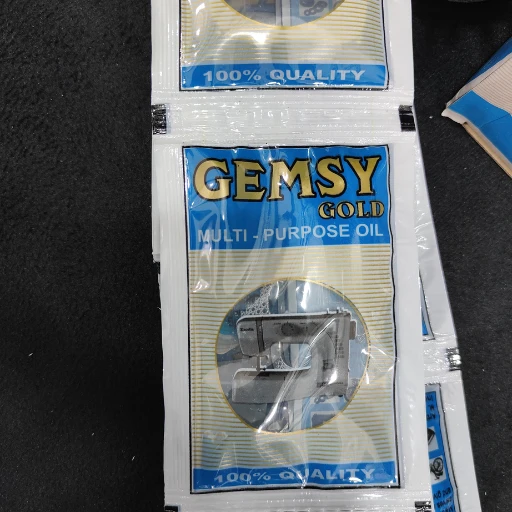 100% QUALITY
GEMSY
GOLD
MULTI - PURPOSE OIL
100% QUALITY